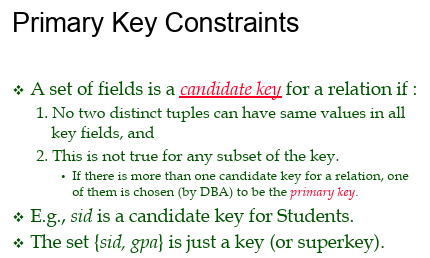 Primary Key Constraints
❖ A set of fields is a candidate key for a relation if :
1. No two distinct tuples can have same values in all
key fields, and
2. This is not true for any subset of the key.
• If there is more than one candidate key for a relation, one
of them is chosen (by DBA) to be the primary key.
❖ E.g., sid is a candidate key for Students.
❖ The set {sid, gpa} is just a key (or superkey).